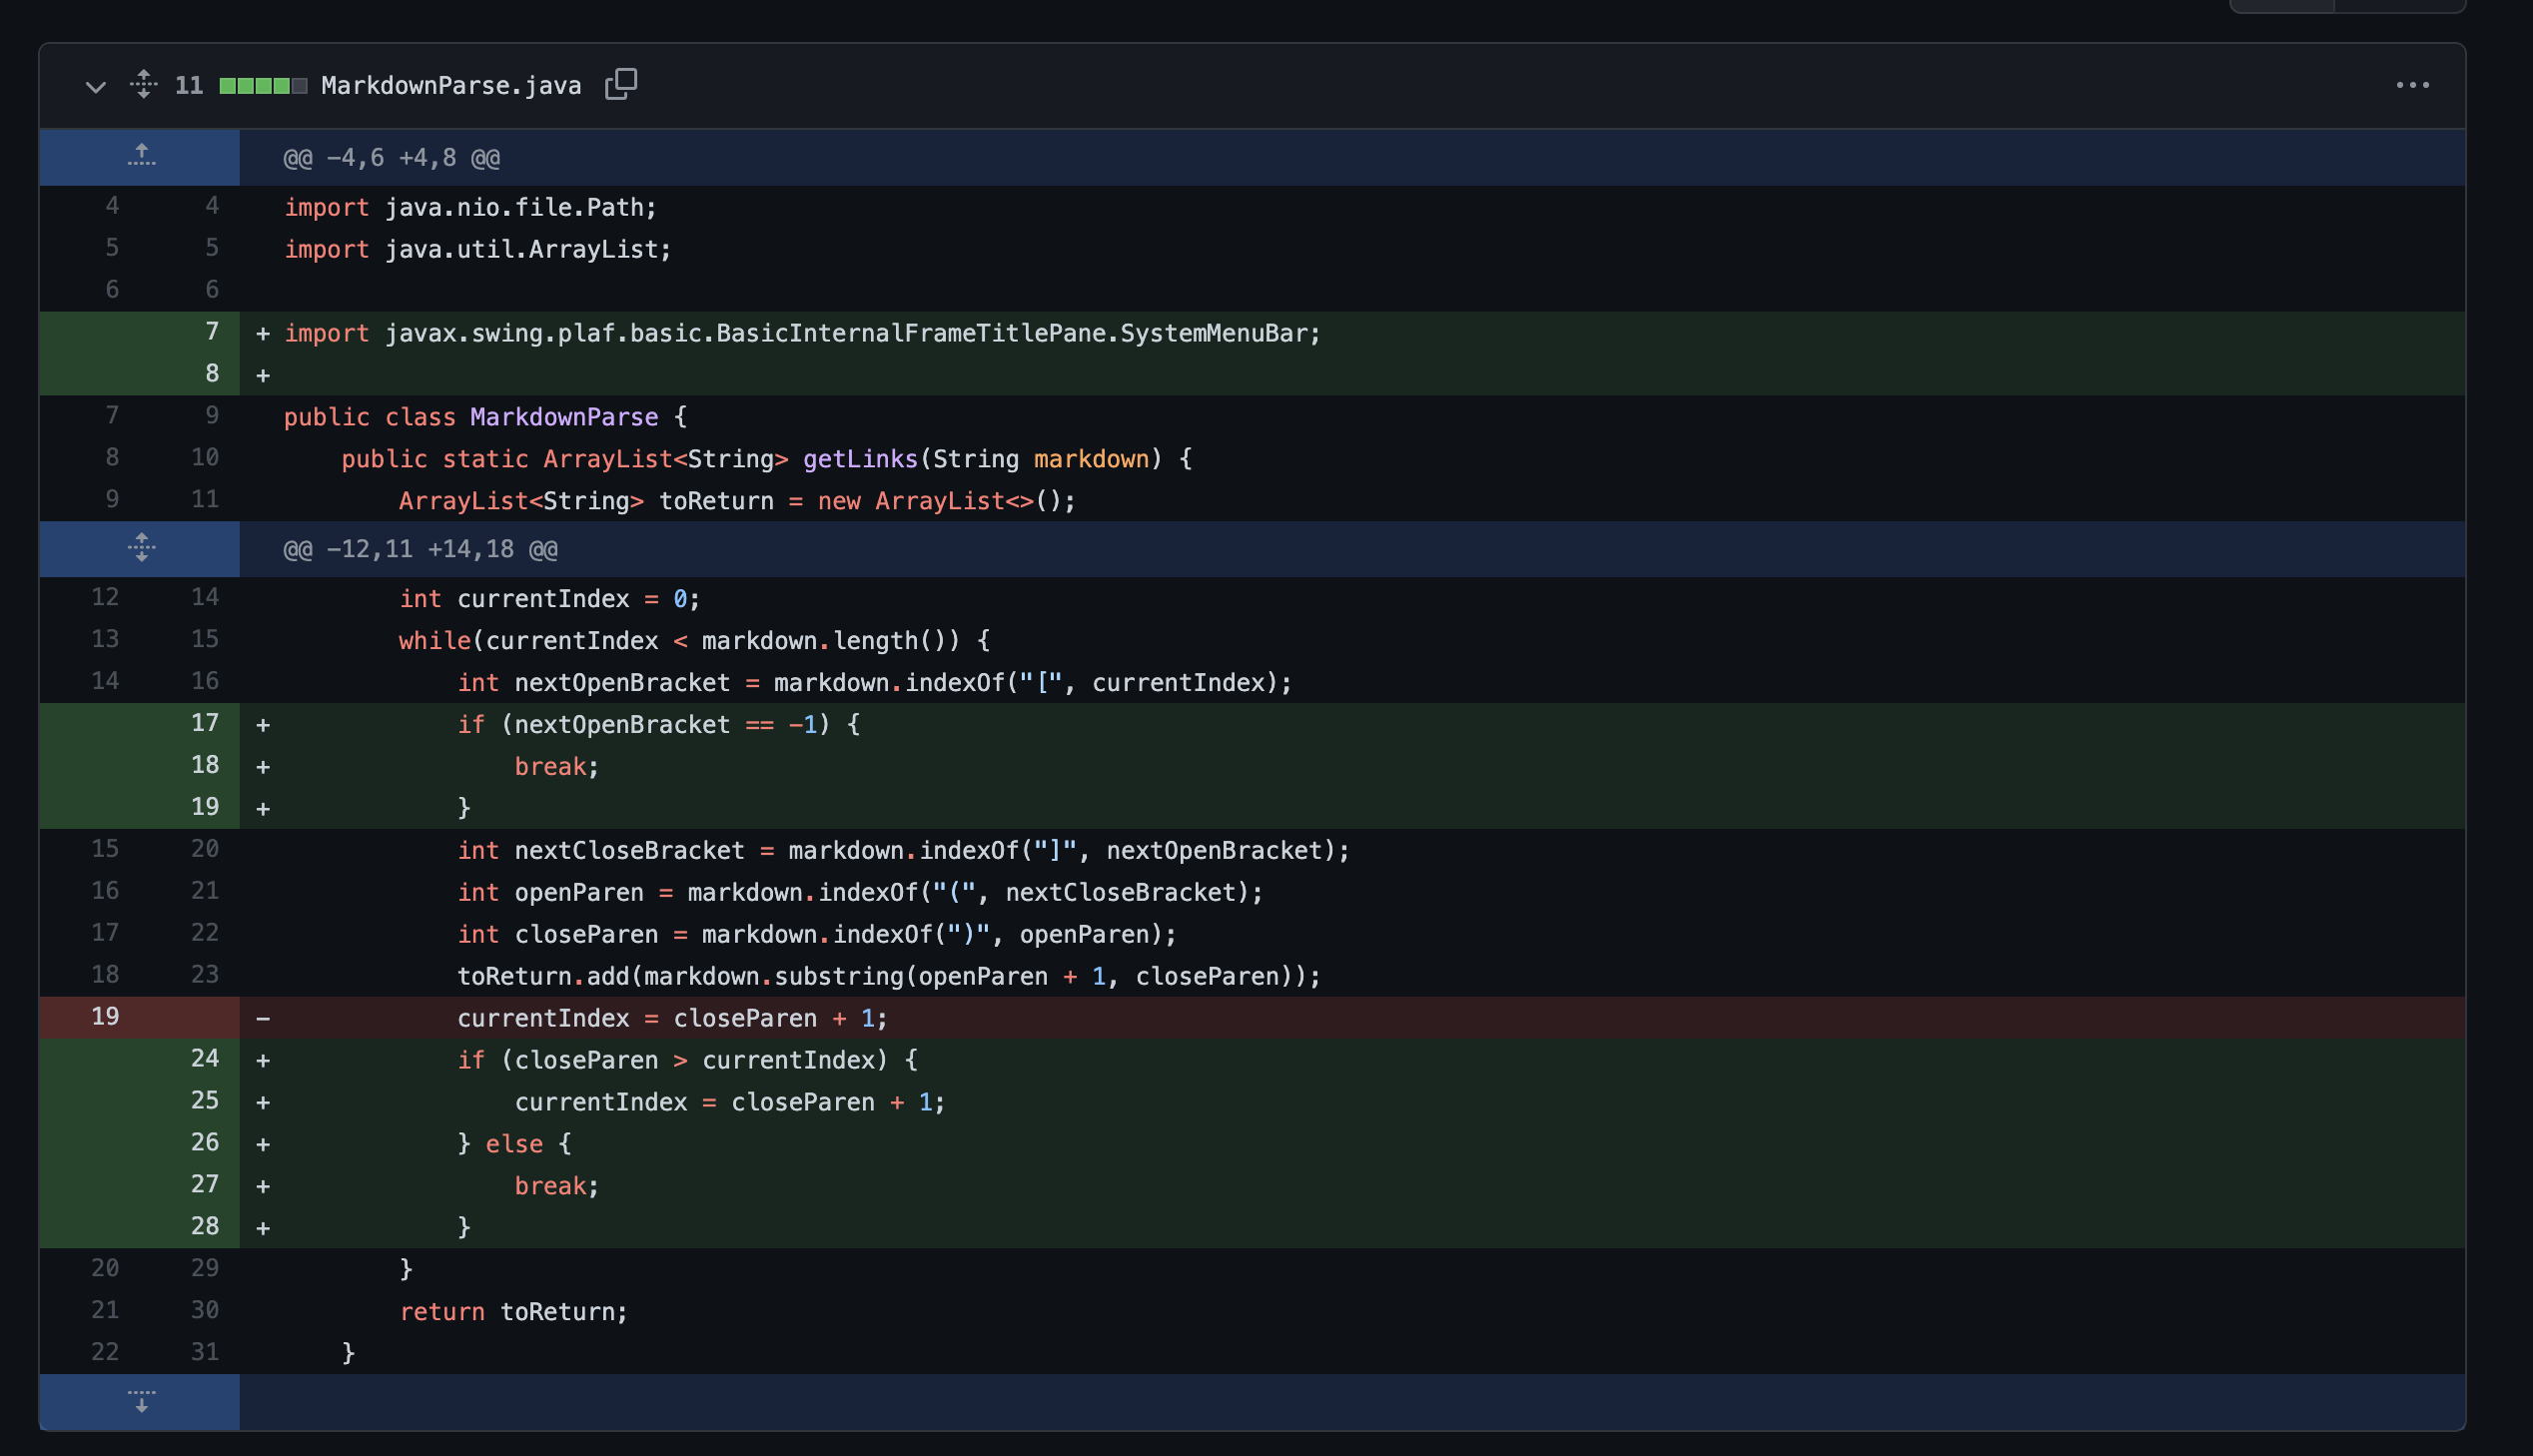 11 MarkdownParse.java
@@ -4,6 +4,8 @@
4 4 import java.nio.file.Path;
5 5 import java.util.ArrayList;
6 6
7 + import javax.swing.plaf.basic.BasicInternalFrameTitlePane.SystemMenuBar;
8 +
7 9 public class MarkdownParse {
8 10 public static ArrayList<String> getLinks(String markdown) {
9 11 ArrayList<String> toReturn = new ArrayList<>();
@@ -12,11 +14,18 @@
12 14 int currentIndex = 0;
13 15 while(currentIndex < markdown.length()) {
14 16 int nextOpenBracket = markdown.indexOf("[", currentIndex);
17 + if (nextOpenBracket == -1) {
18 + break;
19 + }
15 20 int nextCloseBracket = markdown.indexOf("]", nextOpenBracket);
16 21 int openParen = markdown.indexOf("(", nextCloseBracket);
17 22 int closeParen = markdown.indexOf(")", openParen);
18 23 toReturn.add(markdown.substring(openParen + 1, closeParen));
19 - currentIndex = closeParen + 1;
24 + if (closeParen > currentIndex) {
25 + currentIndex = closeParen + 1;
26 + } else {
27 + break;
28 + }
20 29 }
21 30 return toReturn;
22 31 }